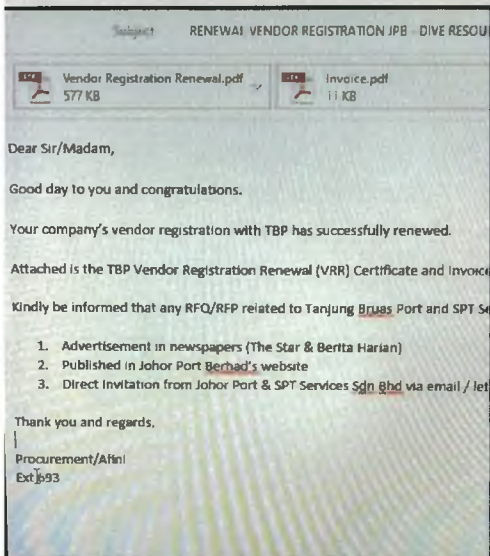 Subject RENEWAL VENDOR REGISTRATION JPB - DIVE RESOU
Vendor Registration Renewal.pdf
577 KB
Invoice.pdf
11 KB
Dear Sir/Madam,
Good day to you and congratulations.
Your company's vendor registration with TBP has successfully renewed.
Attached is the TBP Vendor Registration Renewal (VRR) Certificate and Invoice
Kindly be informed that any RFQ/RFP related to Tanjung Bruas Port and SPT Se
1. Advertisement in newspapers (The Star & Berita Harian)
2. Published in Johor Port Berhad's website
3. Direct Invitation from Johor Port & SPT Services Sdn Bhd via email / let
Thank you and regards,
Procurement/Afini
Ext 693